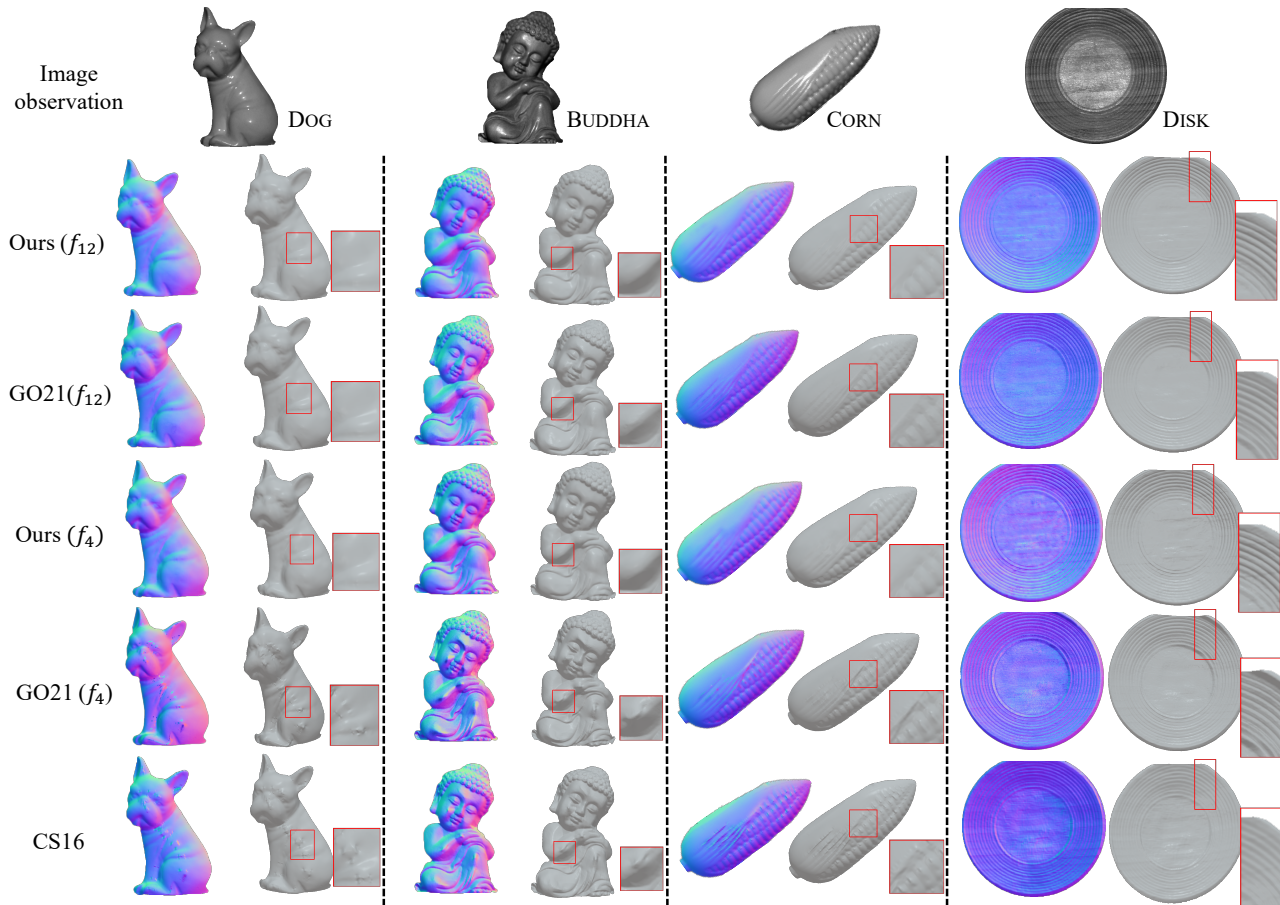 Image
observation
DOG
BUDDHA
CORN
DISK
Ours (f₁₂)
GO21(f₁₂)
Ours (f₄)
GO21 (f₄)
CS16